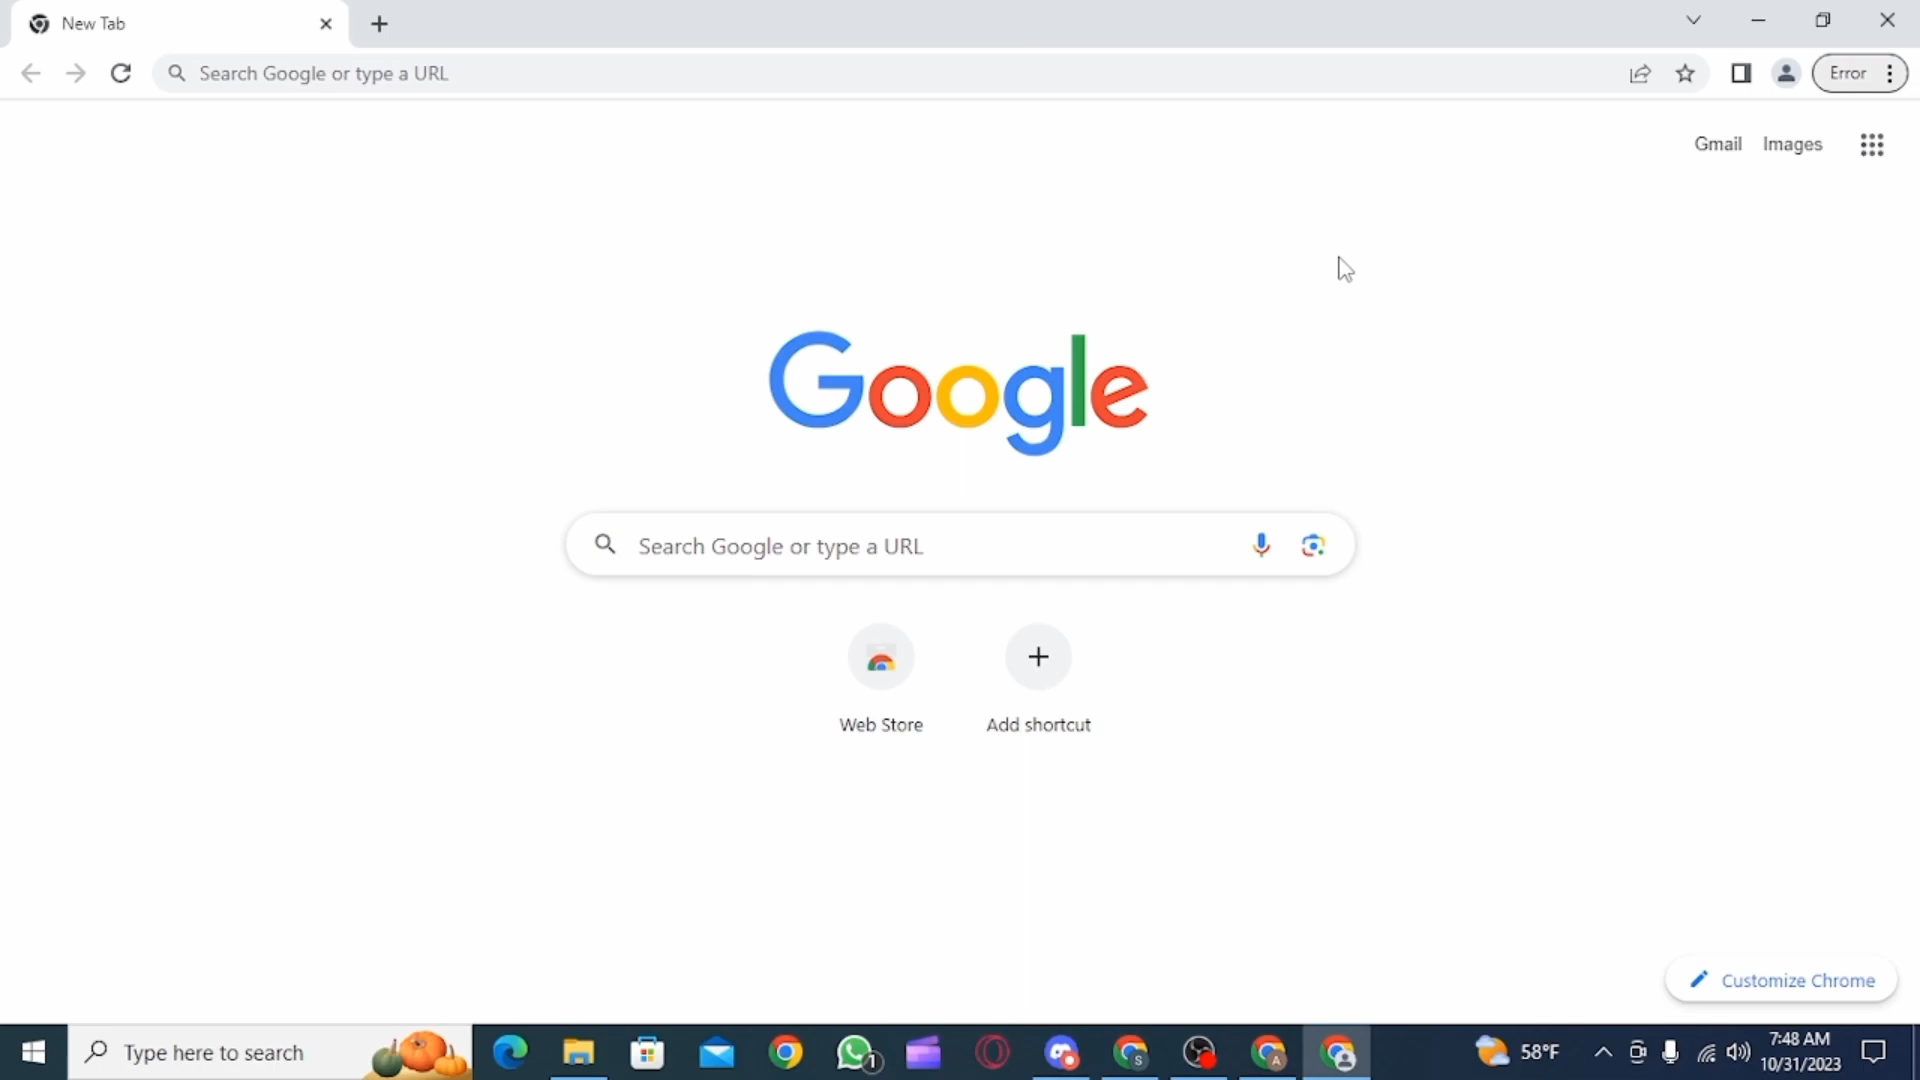 New Tab
Search Google or type a URL
Error
Gmail Images
Google
Search Google or type a URL
Web Store Add shortcut
Customize Chrome
Type here to search
1
S
A
58°F
7:48 AM
10/31/2023